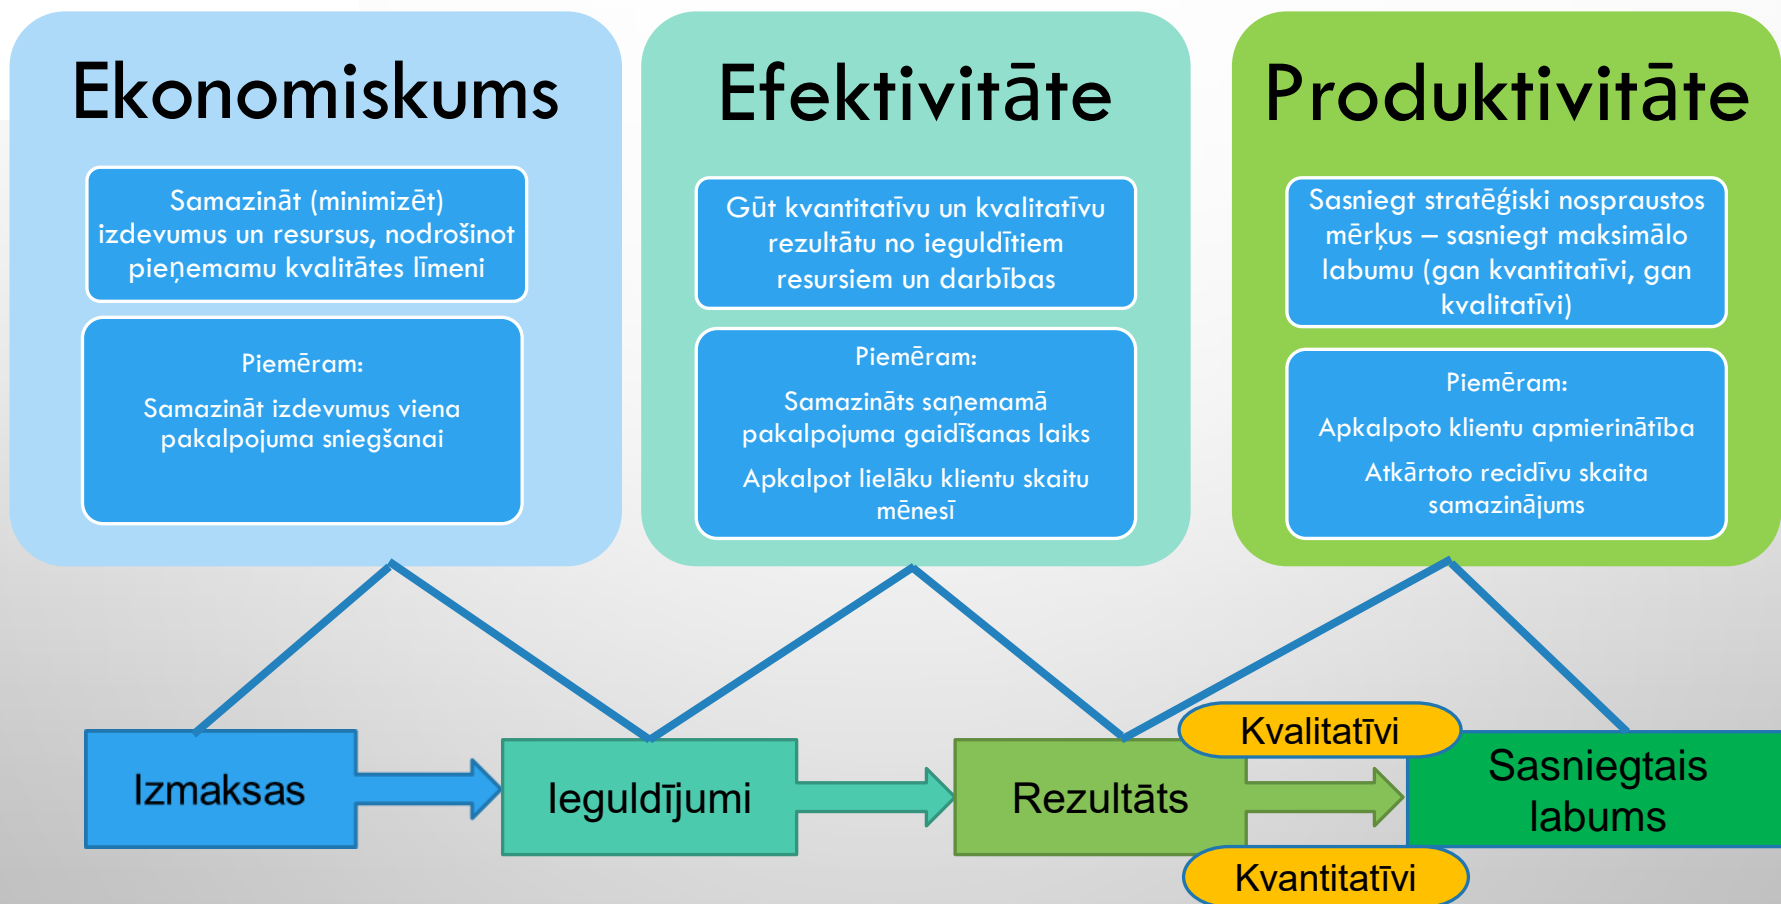 Ekonomiskums
Samazināt (minimizēt)
izdevumus un resursus, nodrošinot
pieņemamu kvalitātes līmeni
Piemēram:
Samazināt izdevumus viena
pakalpojuma sniegšanai
Efektivitāte
Gūt kvantitatīvu un kvalitatīvu
rezultātu no ieguldītiem
resursiem un darbības
Piemēram:
Samazināts saņemamā
pakalpojuma gaidīšanas laiks
Apkalpot lielāku klientu skaitu
mēnesī
Produktivitāte
Sasniegt stratēģiski nospraustos
mērķus – sasniegt maksimālo
labumu (gan kvantitatīvi, gan
kvalitatīvi)
Piemēram:
Apkalpoto klientu apmierinātība
Atkārtoto recidīvu skaita
samazinājums
Izmaksas
Ieguldījumi
Rezultāts
Kvalitatīvi
Kvantitatīvi
Sasniegtais
labums